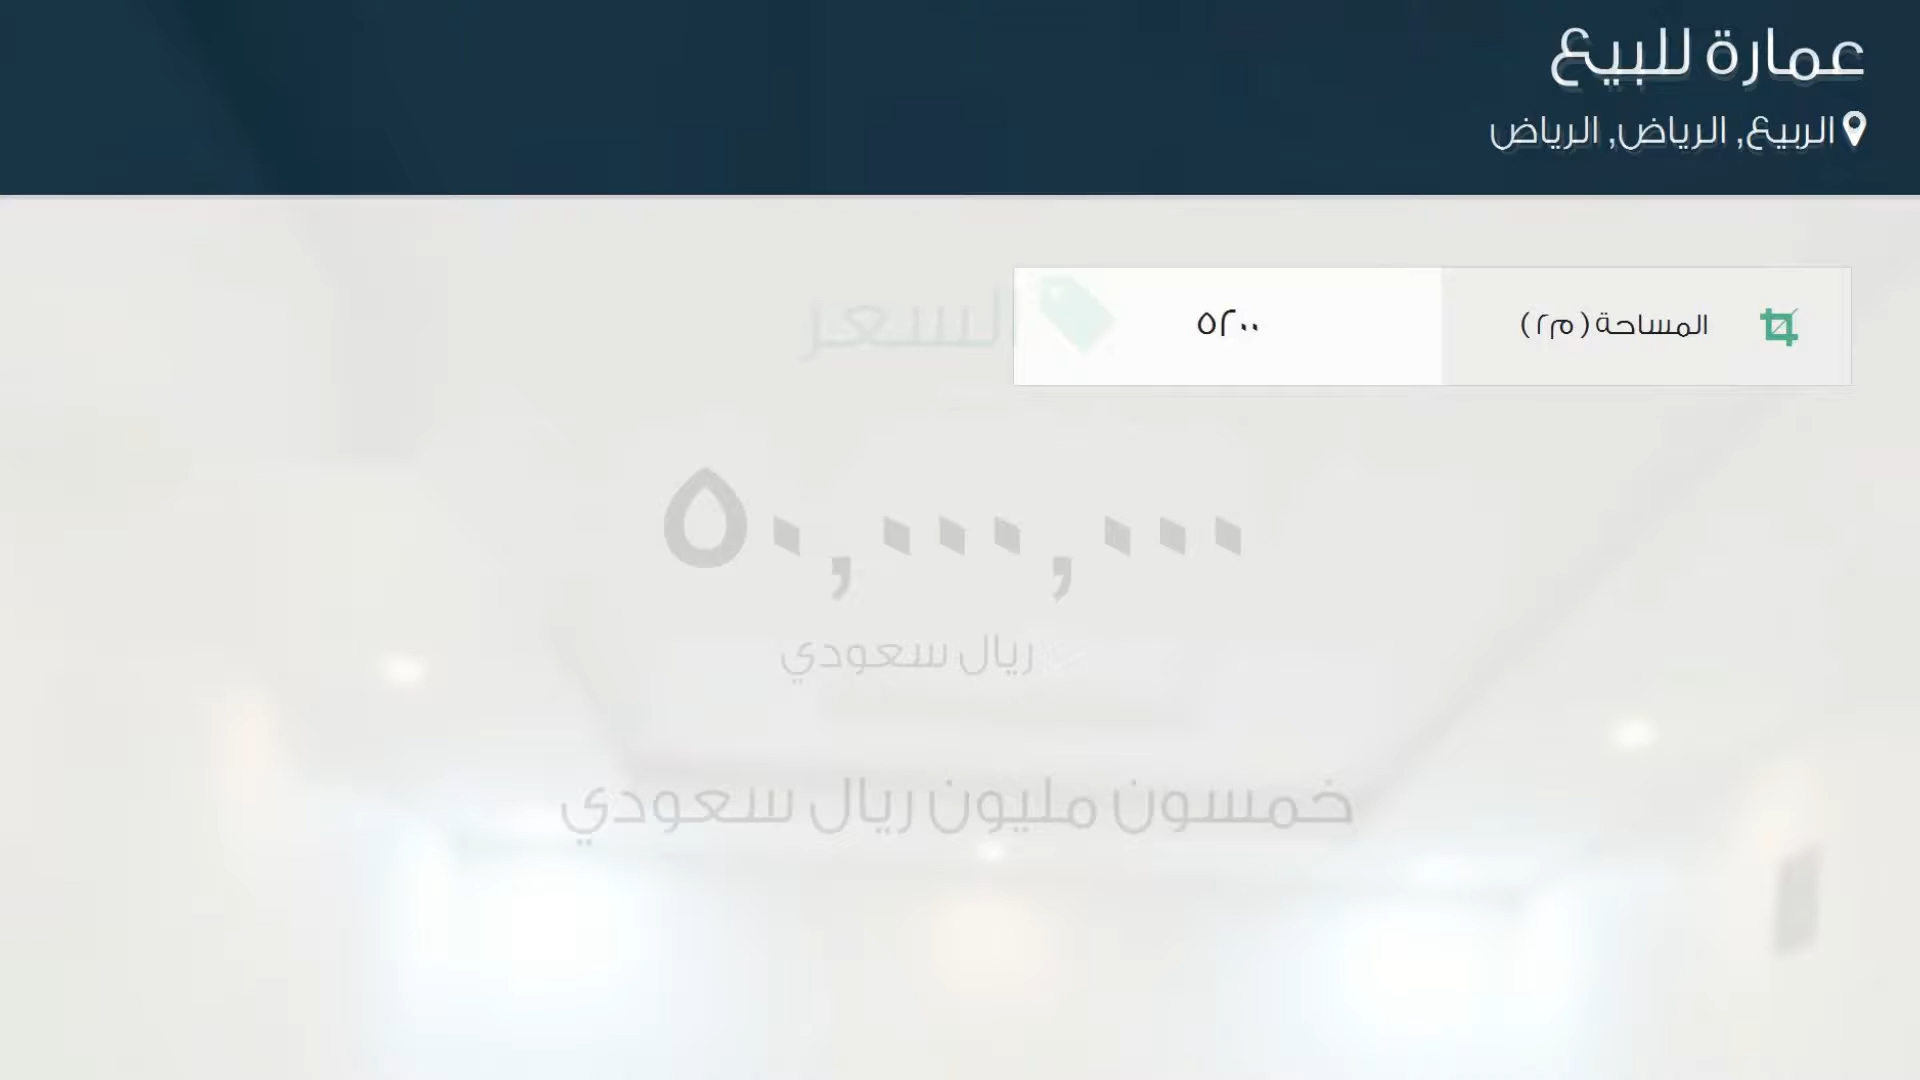 عمارة للبيع
الربيع, الرياض, الرياض
المساحة (م٢)
٥٢٠٠
السعر
٥٠,٠٠٠,٠٠٠
ريال سعودي
خمسون مليون ريال سعودي